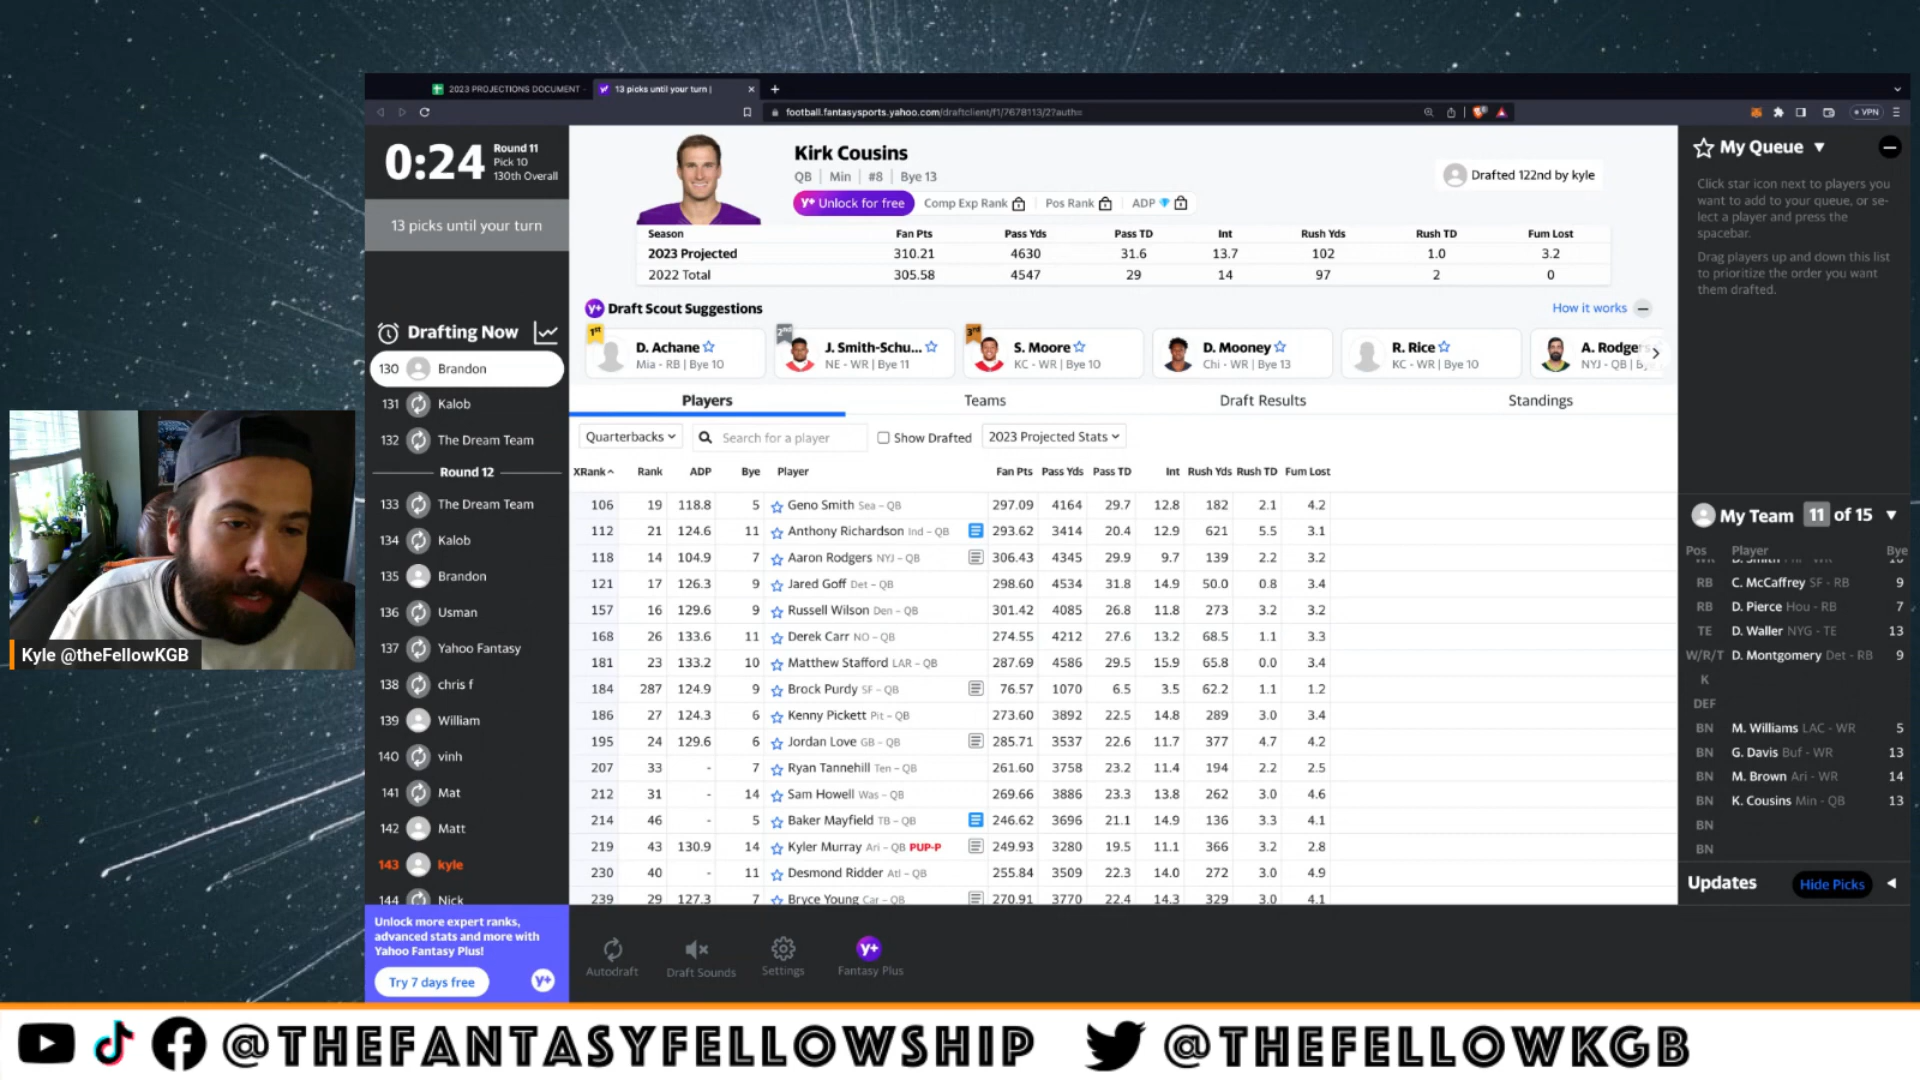 2023 PROJECTIONS DOCUMENT
13 picks until your turn |
football.fantasysports.yahoo.com/draftclient/f1/7678113/2?auth=
VPN
0:24
Round 11
Pick 10
130th Overall
13 picks until your turn
Drafting Now
130 Brandon
131 Kalob
132 The Dream Team
Round 12
133 The Dream Team
134 Kalob
135 Brandon
136 Usman
137 Yahoo Fantasy
138 chris f
139 William
140 vinh
141 Mat
142 Matt
143 kyle
144 Nick
Unlock more expert ranks,
advanced stats and more with
Yahoo Fantasy Plus!
Try 7 days free
y+
Kirk Cousins
QB | Min | #8 | Bye 13
Drafted 122nd by kyle
y+ Unlock for free Comp Exp Rank | Pos Rank | ADP
Season Fan Pts Pass Yds Pass TD Int Rush Yds Rush TD Fum Lost
2023 Projected 310.21 4630 31.6 13.7 102 1.0 3.2
2022 Total 305.58 4547 29 14 97 2 0
y+ Draft Scout Suggestions
How it works
1st D. Achane
Mia - RB | Bye 10
2nd J. Smith-Schu...
NE - WR | Bye 11
3rd S. Moore
KC - WR | Bye 10
D. Mooney
Chi - WR | Bye 13
R. Rice
KC - WR | Bye 10
A. Rodger
NYJ - QB | B
Players Teams Draft Results Standings
Quarterbacks Search for a player Show Drafted 2023 Projected Stats
XRank Rank ADP Bye Player Fan Pts Pass Yds Pass TD Int Rush Yds Rush TD Fum Lost
106 19 118.8 5 Geno Smith Sea - QB 297.09 4164 29.7 12.8 182 2.1 4.2
112 21 124.6 11 Anthony Richardson Ind - QB 293.62 3414 20.4 12.9 621 5.5 3.1
118 14 104.9 7 Aaron Rodgers NYJ - QB 306.43 4345 29.9 9.7 139 2.2 3.2
121 17 126.3 9 Jared Goff Det - QB 298.60 4534 31.8 14.9 50.0 0.8 3.4
157 16 129.6 9 Russell Wilson Den - QB 301.42 4085 26.8 11.8 273 3.2 3.2
168 26 133.6 11 Derek Carr NO - QB 274.55 4212 27.6 13.2 68.5 1.1 3.3
181 23 133.2 10 Matthew Stafford LAR - QB 287.69 4586 29.5 15.9 65.8 0.0 3.4
184 287 124.9 9 Brock Purdy SF - QB 76.57 1070 6.5 3.5 62.2 1.1 1.2
186 27 124.3 6 Kenny Pickett Pit - QB 273.60 3892 22.5 14.8 289 3.0 3.4
195 24 129.6 6 Jordan Love GB - QB 285.71 3537 22.6 11.7 377 4.7 4.2
207 33 - 7 Ryan Tannehill Ten - QB 261.60 3758 23.2 11.4 194 2.2 2.5
212 31 - 14 Sam Howell Was - QB 269.66 3886 23.3 13.8 262 3.0 4.6
214 46 - 5 Baker Mayfield TB - QB 246.62 3696 21.1 14.9 136 3.3 4.1
219 43 130.9 14 Kyler Murray Ari - QB PUP-P 249.93 3280 19.5 11.1 366 3.2 2.8
230 40 - 11 Desmond Ridder Atl - QB 255.84 3509 22.3 14.0 272 3.0 4.9
239 29 127.3 7 Bryce Young Car - QB 270.91 3770 22.4 14.3 329 3.0 4.1
Autodraft Draft Sounds Settings y+ Fantasy Plus
My Queue
Click star icon next to players you
want to add to your queue, or se-
lect a player and press the
spacebar.
Drag players up and down this list
to prioritize the order you want
them drafted.
My Team 11 of 15
Pos Player Bye
RB C. McCaffrey SF - RB 9
RB D. Pierce Hou - RB 7
TE D. Waller NYG - TE 13
W/R/T D. Montgomery Det - RB 9
K
DEF
BN M. Williams LAC - WR 5
BN G. Davis Buf - WR 13
BN M. Brown Ari - WR 14
BN K. Cousins Min - QB 13
BN
BN
Updates Hide Picks
Kyle @theFellowKGB
@THEFANTASYFELLOWSHIP @THEFELLOWKGB